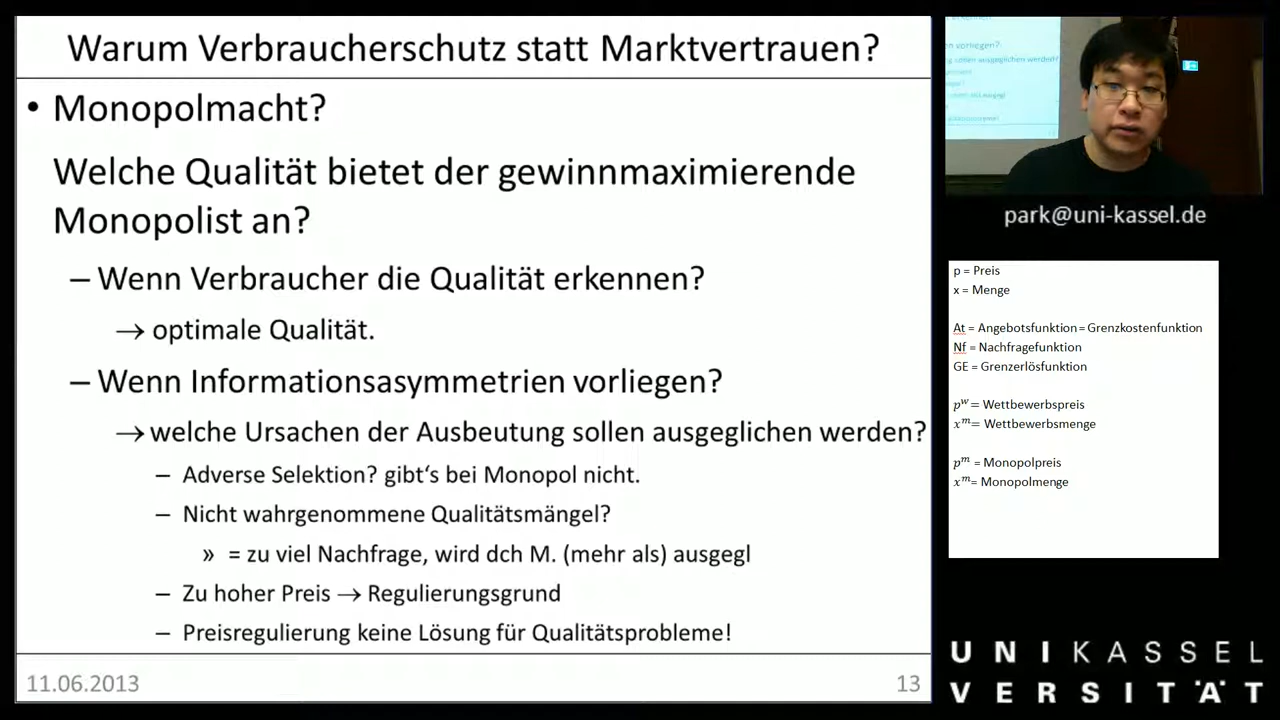 Warum Verbraucherschutz statt Marktvertrauen?
• Monopolmacht?
Welche Qualität bietet der gewinnmaximierende
Monopolist an?
– Wenn Verbraucher die Qualität erkennen?
→ optimale Qualität.
– Wenn Informationsasymmetrien vorliegen?
→ welche Ursachen der Ausbeutung sollen ausgeglichen werden?
– Adverse Selektion? gibt‘s bei Monopol nicht.
– Nicht wahrgenommene Qualitätsmängel?
» = zu viel Nachfrage, wird dch M. (mehr als) ausgegl
– Zu hoher Preis → Regulierungsgrund
– Preisregulierung keine Lösung für Qualitätsprobleme!
11.06.2013
13
n vorliegen?
park@uni-kassel.de
p = Preis
x = Menge
At = Angebotsfunktion = Grenzkostenfunktion
Nf = Nachfragefunktion
GE = Grenzerlösfunktion
p^w = Wettbewerbspreis
x^m = Wettbewerbsmenge
p^m = Monopolpreis
x^m = Monopolmenge
UNIKASSEL
VERSITÄT